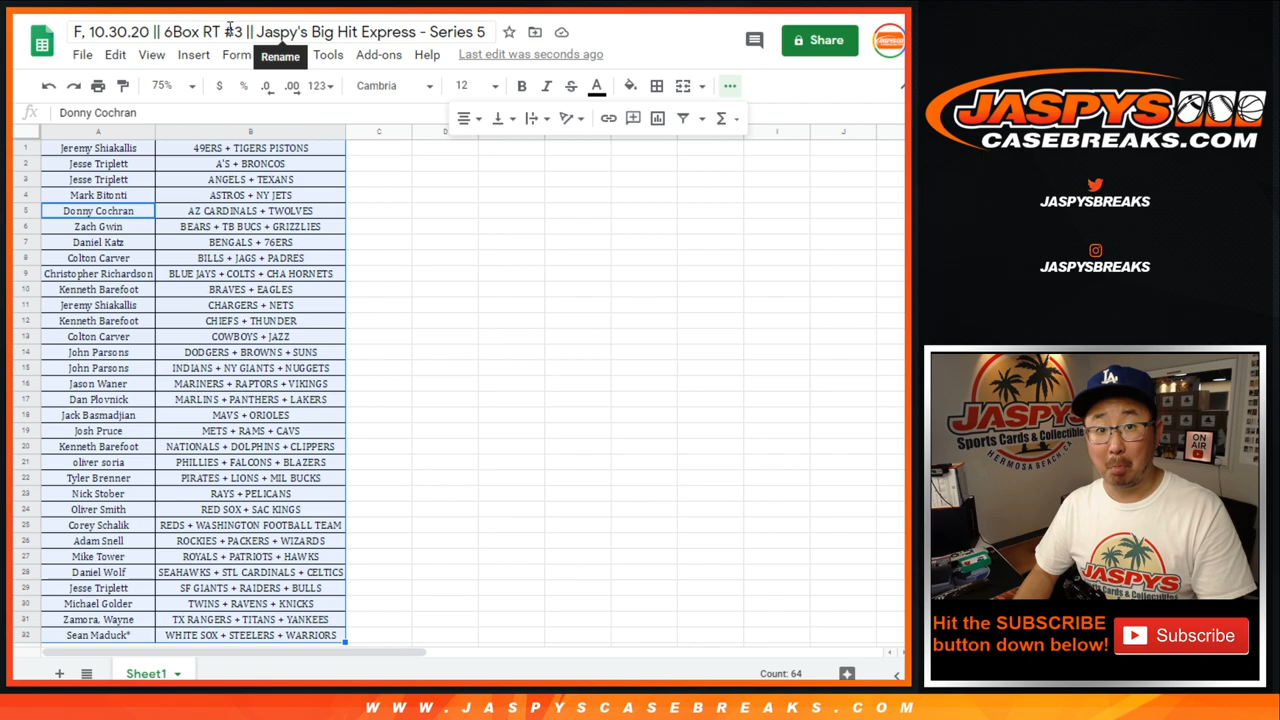 F, 10.30.20 || 6Box RT #3 || Jaspy's Big Hit Express - Series 5
File Edit View Insert Form Tools Add-ons Help Last edit was seconds ago
Rename
Share
75% $ % .0 .00 123 Cambria 12 B I S A
fx Donny Cochran
A B C D I J
1 Jeremy Shiakallis 49ERS + TIGERS PISTONS
2 Jesse Triplett A'S + BRONCOS
3 Jesse Triplett ANGELS + TEXANS
4 Mark Bitonti ASTROS + NY JETS
5 Donny Cochran AZ CARDINALS + TWOLVES
6 Zach Gwin BEARS + TB BUCS + GRIZZLIES
7 Daniel Katz BENGALS + 76ERS
8 Colton Carver BILLS + JAGS + PADRES
9 Christopher Richardson BLUE JAYS + COLTS + CHA HORNETS
10 Kenneth Barefoot BRAVES + EAGLES
11 Jeremy Shiakallis CHARGERS + NETS
12 Kenneth Barefoot CHIEFS + THUNDER
13 Colton Carver COWBOYS + JAZZ
14 John Parsons DODGERS + BROWNS + SUNS
15 John Parsons INDIANS + NY GIANTS + NUGGETS
16 Jason Waner MARINERS + RAPTORS + VIKINGS
17 Dan Plovnick MARLINS + PANTHERS + LAKERS
18 Jack Basmadjian MAVS + ORIOLES
19 Josh Pruce METS + RAMS + CAVS
20 Kenneth Barefoot NATIONALS + DOLPHINS + CLIPPERS
21 oliver soria PHILLIES + FALCONS + BLAZERS
22 Tyler Brenner PIRATES + LIONS + MIL BUCKS
23 Nick Stober RAYS + PELICANS
24 Oliver Smith RED SOX + SAC KINGS
25 Corey Schalik REDS + WASHINGTON FOOTBALL TEAM
26 Adam Snell ROCKIES + PACKERS + WIZARDS
27 Mike Tower ROYALS + PATRIOTS + HAWKS
28 Daniel Wolf SEAHAWKS + STL CARDINALS + CELTICS
29 Jesse Triplett SF GIANTS + RAIDERS + BULLS
30 Michael Golder TWINS + RAVENS + KNICKS
31 Zamora, Wayne TX RANGERS + TITANS + YANKEES
32 Sean Maduck* WHITE SOX + STEELERS + WARRIORS
Sheet1 Count: 64
JASPYS
CASEBREAKS.COM
JASPYSBREAKS
JASPYSBREAKS
JASPYS
Sports Cards & Collectible
HERMOSA BEACH, CA
ON AIR
LA
JASPYS
Hit the SUBSCRIBE
button down below!
Subscribe
WWW.JASPYSCASEBREAKS.COM